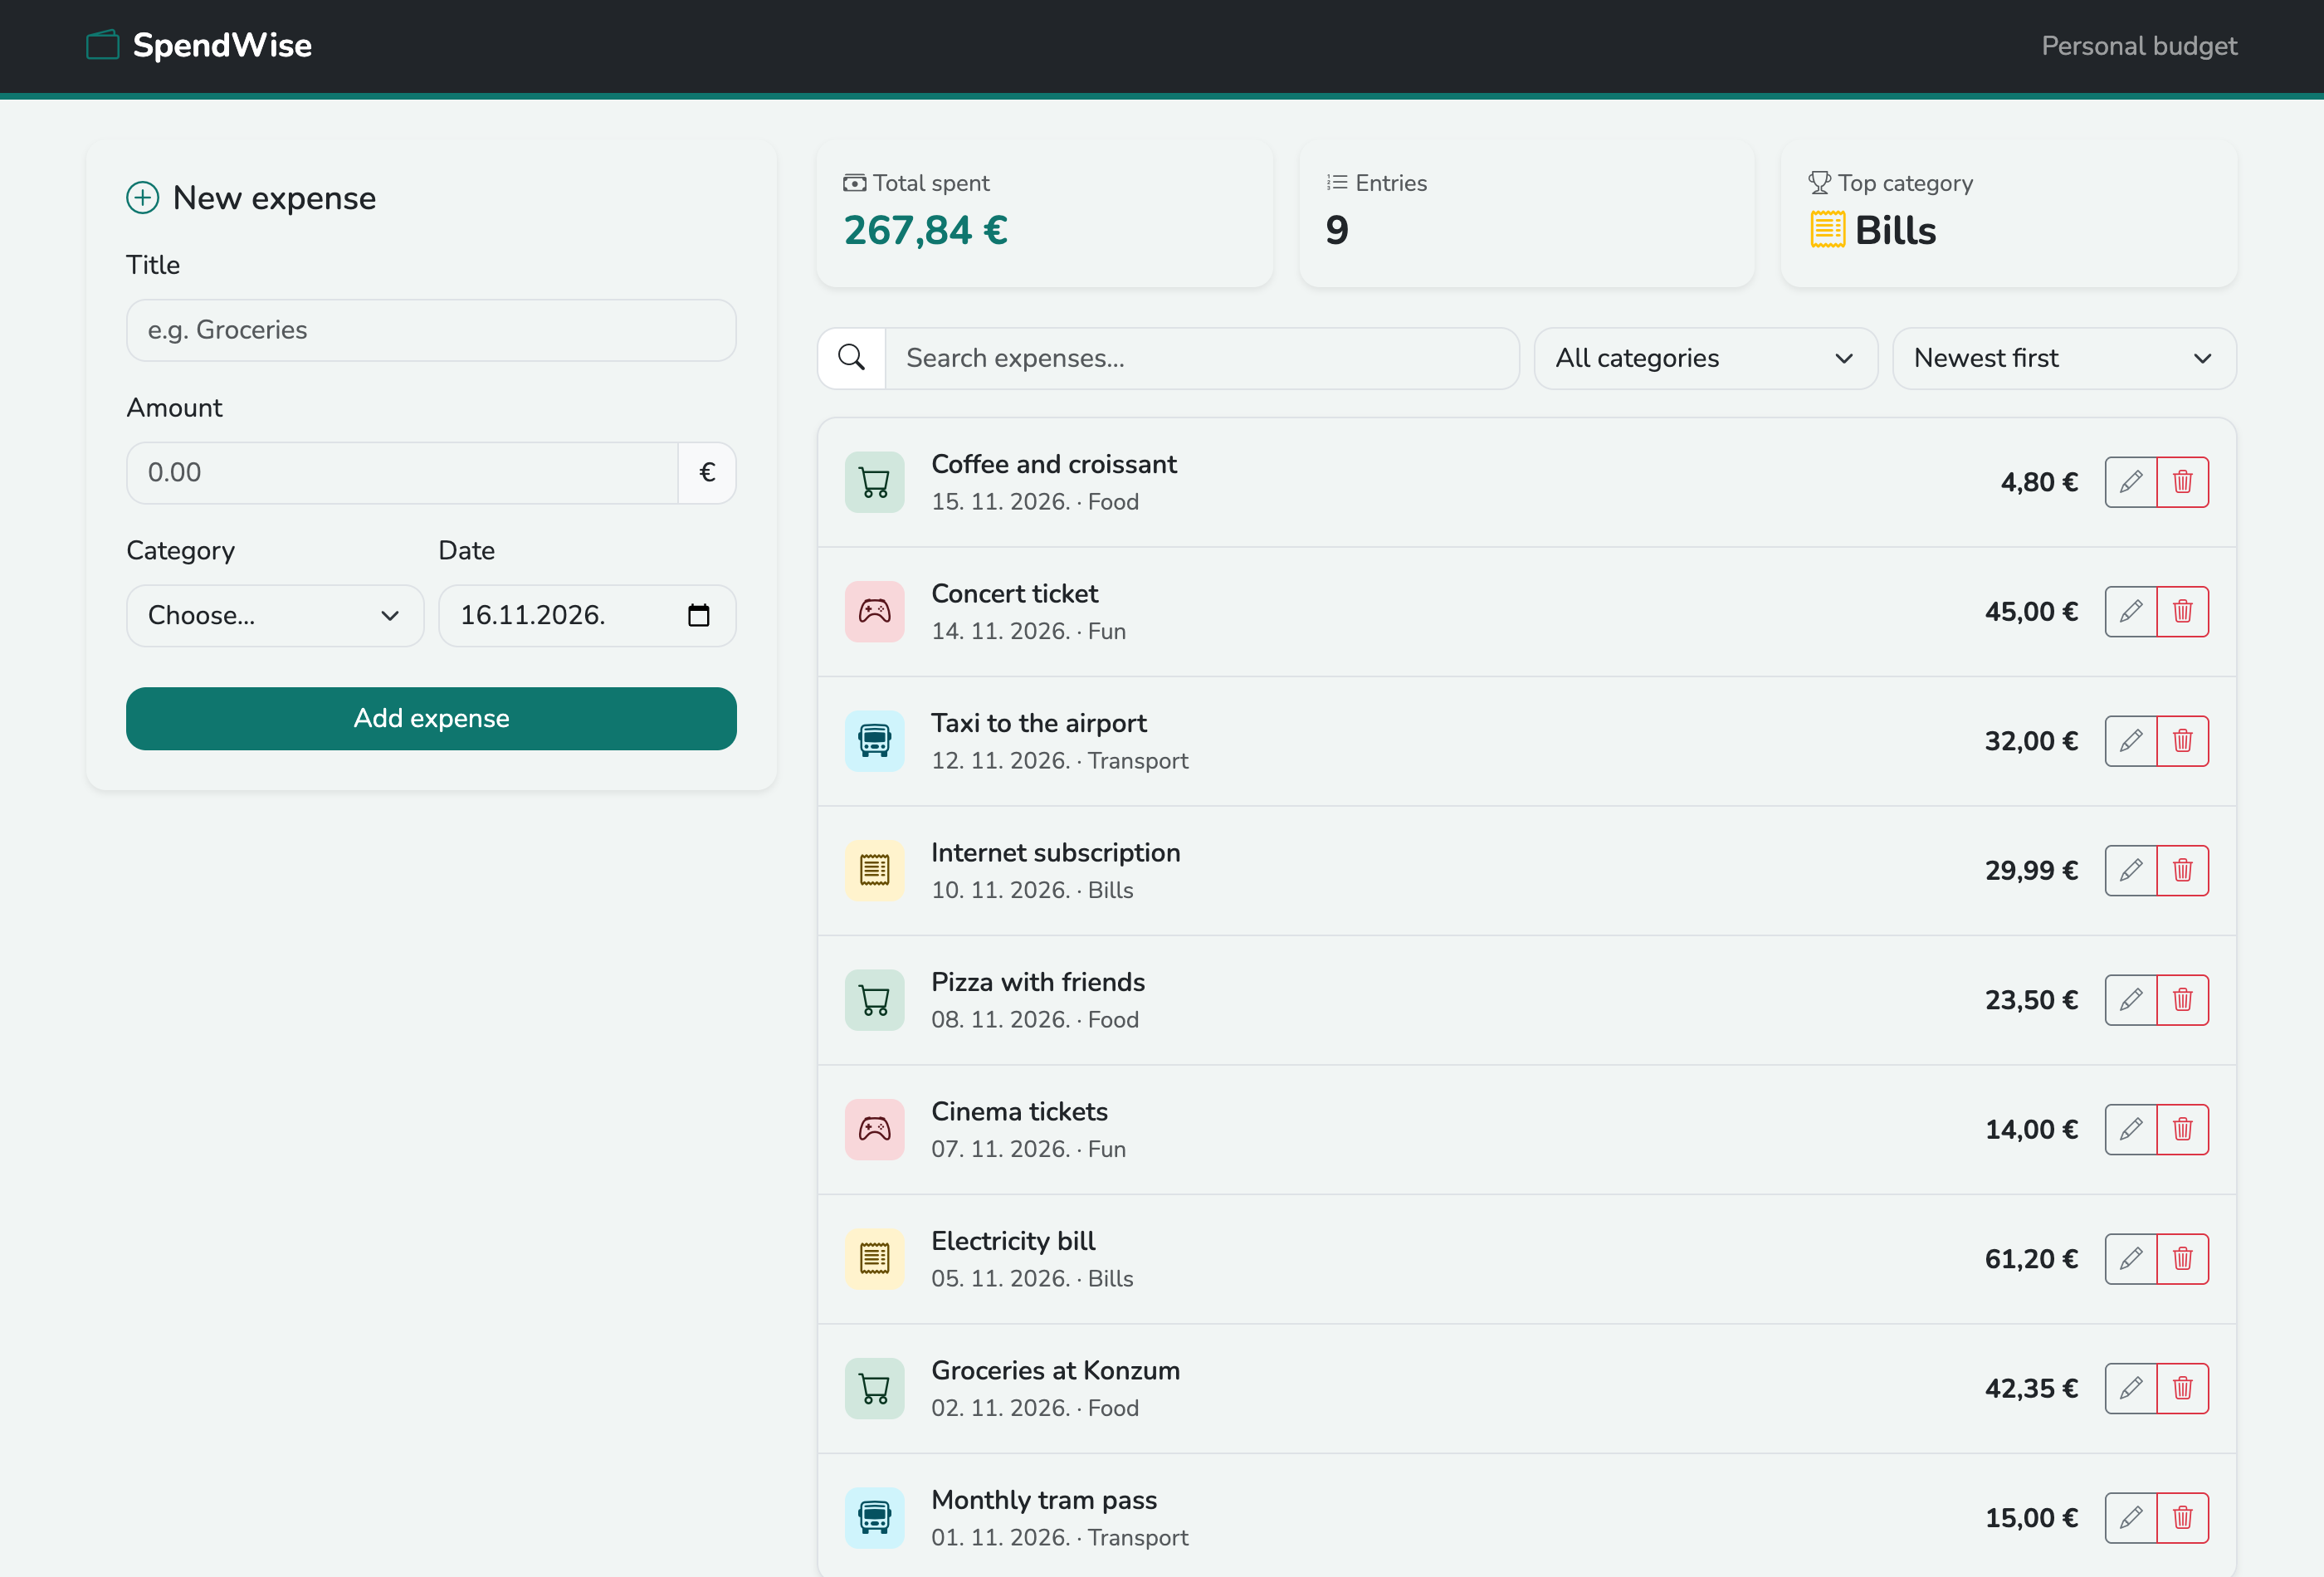 SpendWise
Personal budget
New expense
Title
e.g. Groceries
Amount
0.00 €
Category Date
Choose... 16.11.2026.
Add expense
Total spent
267,84 €
Entries
9
Top category
Bills
Search expenses...
All categories
Newest first
Coffee and croissant
15. 11. 2026. · Food
4,80 €
Concert ticket
14. 11. 2026. · Fun
45,00 €
Taxi to the airport
12. 11. 2026. · Transport
32,00 €
Internet subscription
10. 11. 2026. · Bills
29,99 €
Pizza with friends
08. 11. 2026. · Food
23,50 €
Cinema tickets
07. 11. 2026. · Fun
14,00 €
Electricity bill
05. 11. 2026. · Bills
61,20 €
Groceries at Konzum
02. 11. 2026. · Food
42,35 €
Monthly tram pass
01. 11. 2026. · Transport
15,00 €